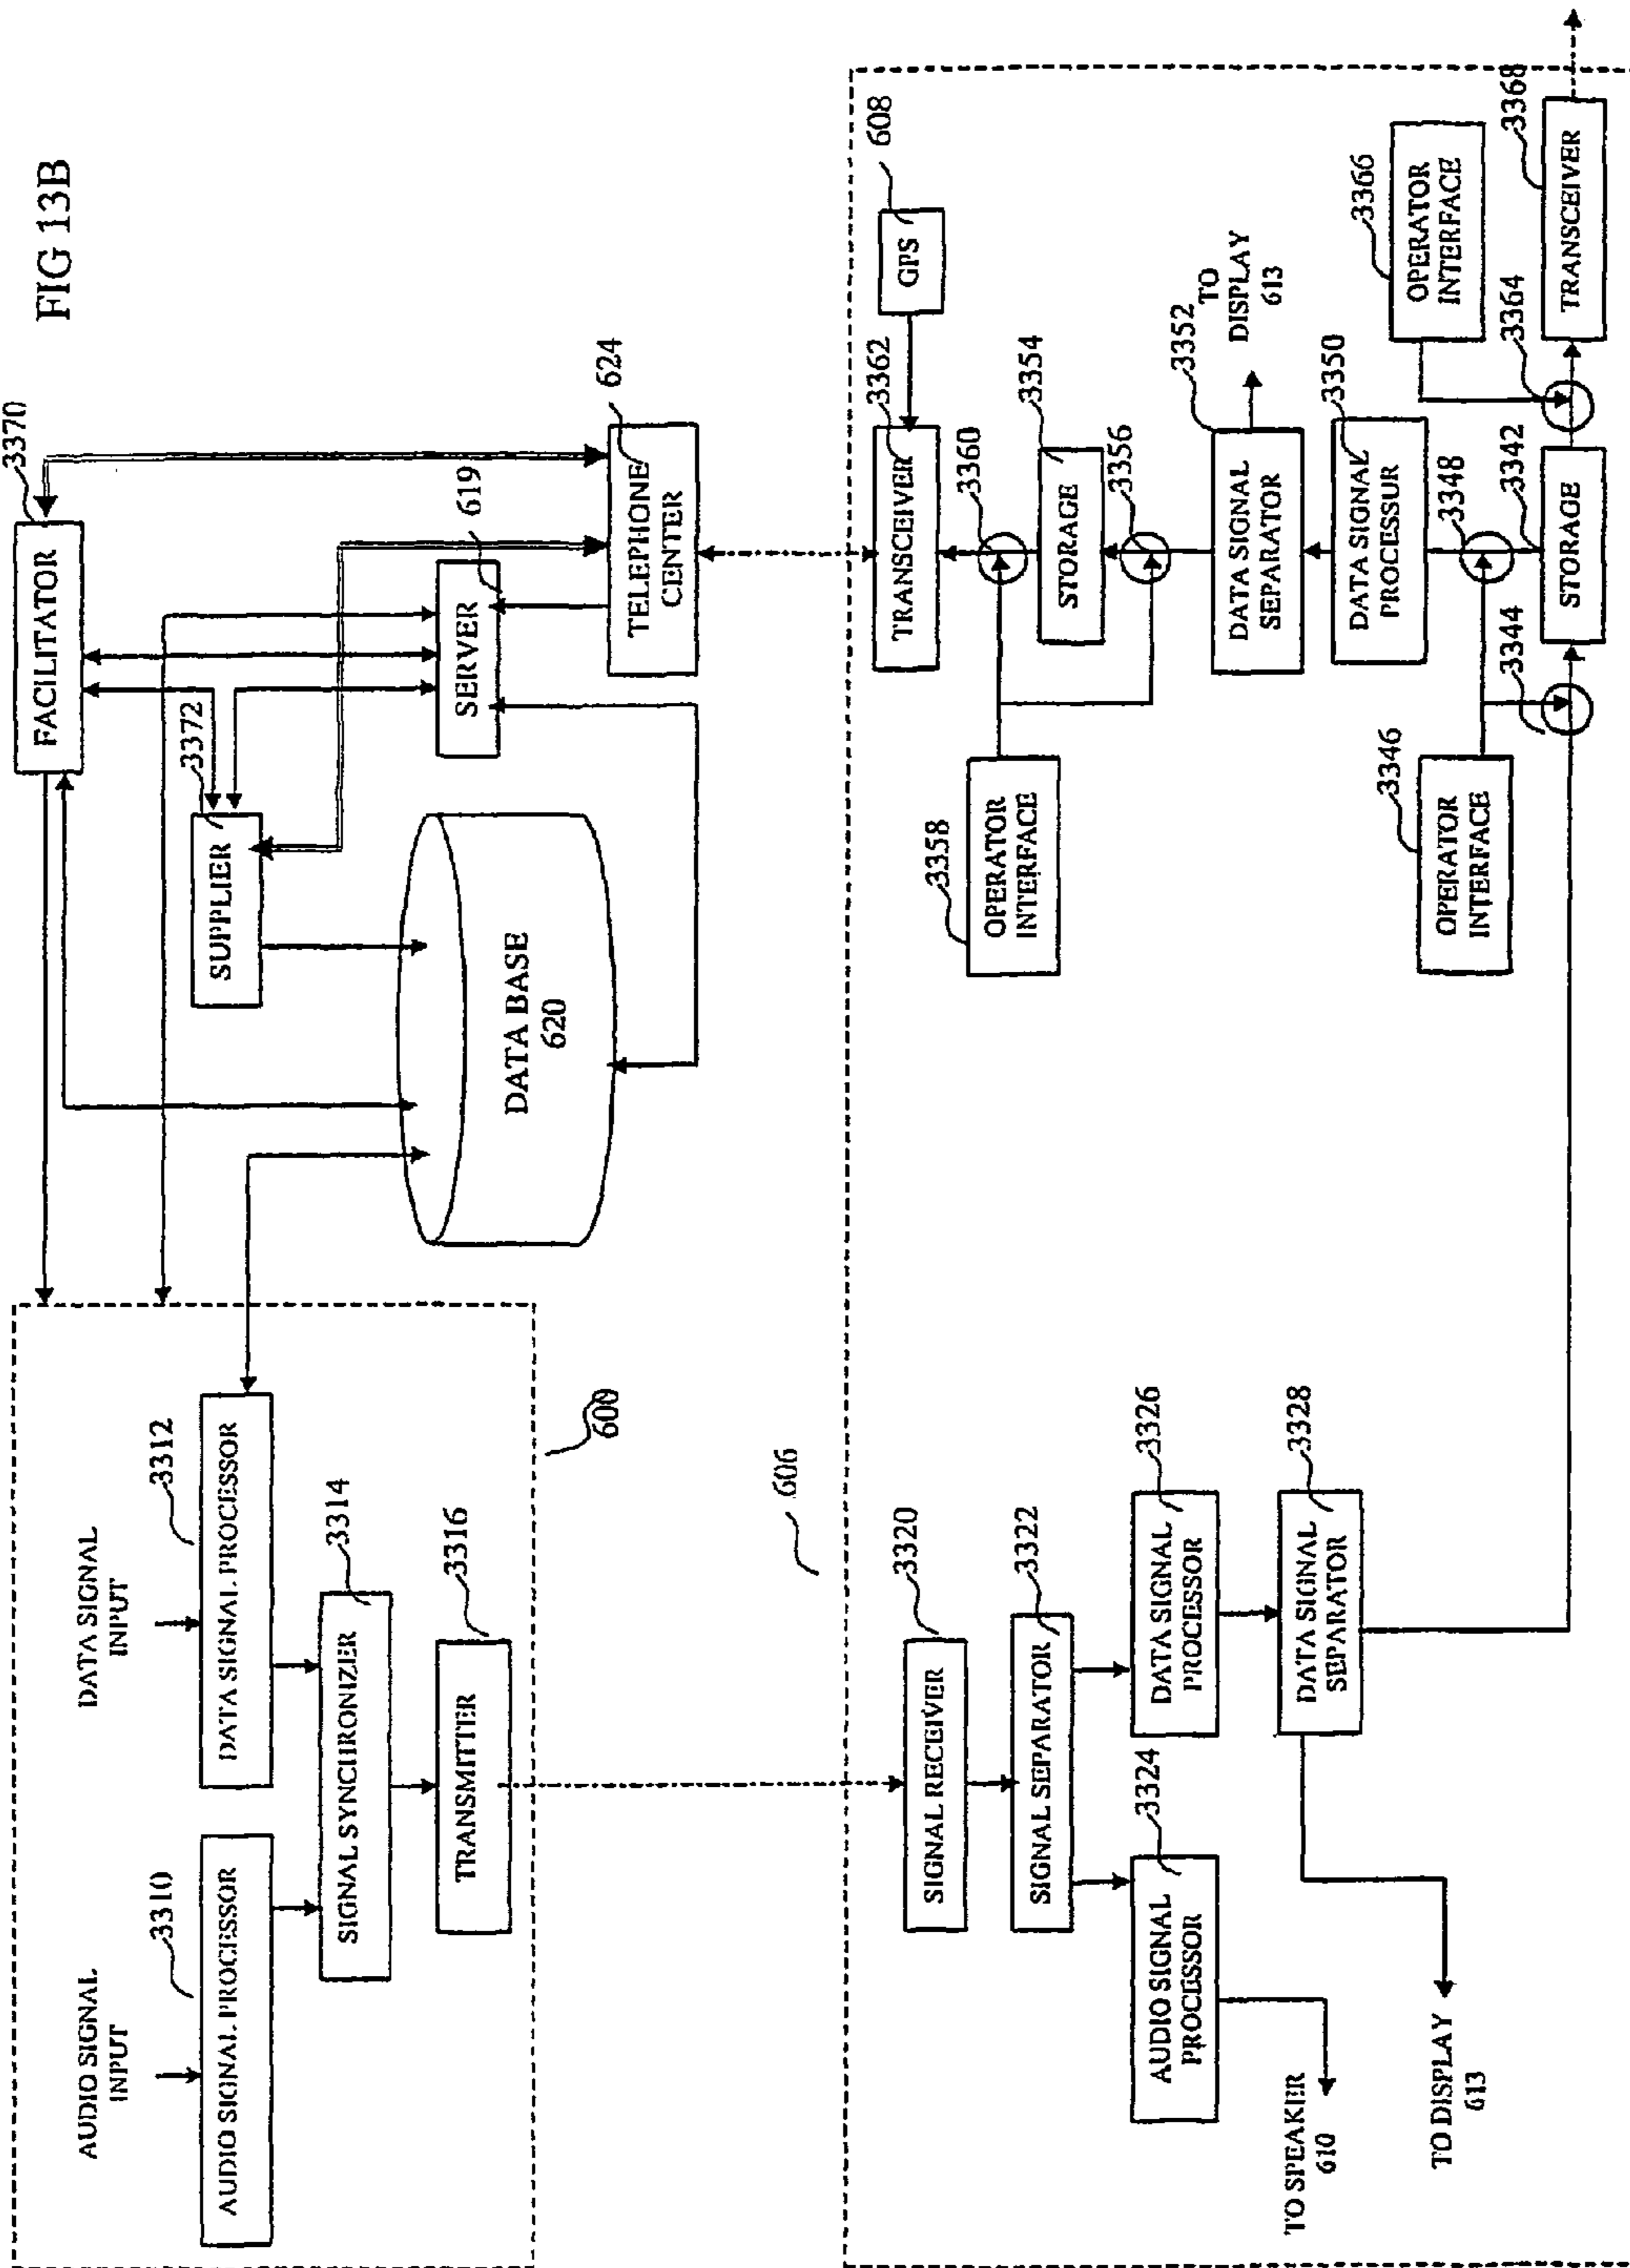 FIG 13B
AUDIO SIGNAL
INPUT
DATA SIGNAL
INPUT
3310
AUDIO SIGNAL PROCESSOR
3312
DATA SIGNAL PROCESSOR
3314
SIGNAL SYNCHRONIZER
3316
TRANSMITTER
600
3370
FACILITATOR
3372
SUPPLIER
DATA BASE
620
619
SERVER
624
TELEPHONE
CENTER
606
3320
SIGNAL RECEIVER
3322
SIGNAL SEPARATOR
3324
AUDIO SIGNAL
PROCESSOR
3326
DATA SIGNAL
PROCESSOR
3328
DATA SIGNAL
SEPARATOR
TO SPEAKER
610
TO DISPLAY
613
608
GPS
3362
TRANSCEIVER
3360
3354
STORAGE
3356
3358
OPERATOR
INTERFACE
3352
DATA SIGNAL
SEPARATOR
TO
DISPLAY
613
3350
DATA SIGNAL
PROCESSUR
3348
3346
OPERATOR
INTERFACE
3344
3342
STORAGE
3364
3366
OPERATOR
INTERFACE
3368
TRANSCEIVER